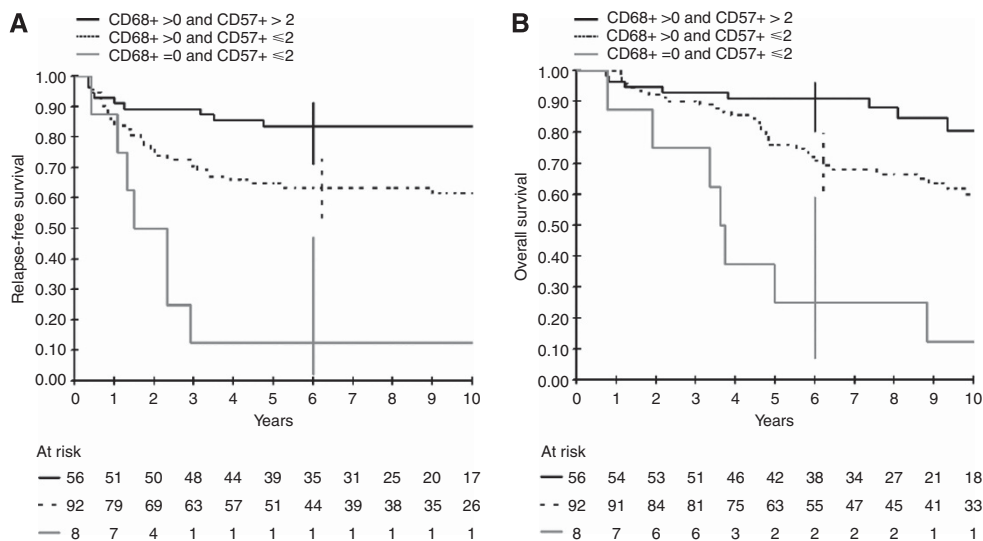 A
CD68+ >0 and CD57+ > 2
CD68+ >0 and CD57+ ⩽2
CD68+ =0 and CD57+ ⩽2
1.00
0.90
0.80
0.70
0.60
0.50
0.40
0.30
0.20
0.10
0.00
Relapse-free survival
0 1 2 3 4 5 6 7 8 9 10
Years
At risk
56 51 50 48 44 39 35 31 25 20 17
92 79 69 63 57 51 44 39 38 35 26
8 7 4 1 1 1 1 1 1 1 1
B
CD68+ >0 and CD57+ > 2
CD68+ >0 and CD57+ ⩽2
CD68+ =0 and CD57+ ⩽2
1.00
0.90
0.80
0.70
0.60
0.50
0.40
0.30
0.20
0.10
0.00
Overall survival
0 1 2 3 4 5 6 7 8 9 10
Years
At risk
56 54 53 51 46 42 38 34 27 21 18
92 91 84 81 75 63 55 47 45 41 33
8 7 6 6 3 2 2 2 2 1 1